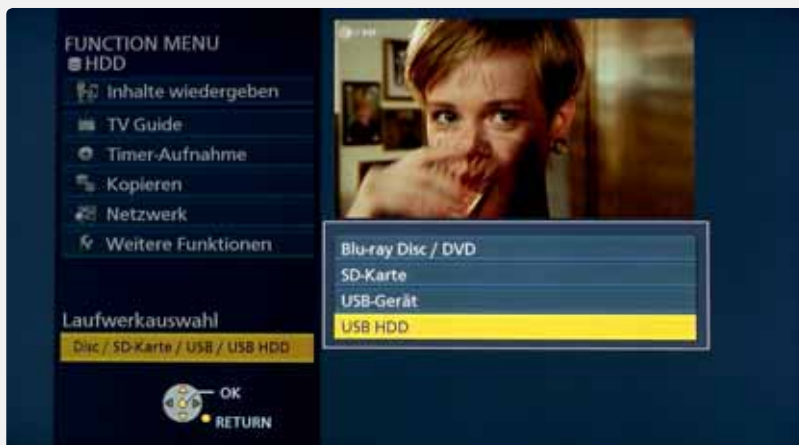 FUNCTION MENU
HDD
Inhalte wiedergeben
TV Guide
Timer-Aufnahme
Kopieren
Netzwerk
Weitere Funktionen
Laufwerkauswahl
Disc / SD-Karte / USB / USB HDD
OK
RETURN
Blu-ray Disc / DVD
SD-Karte
USB-Gerät
USB HDD